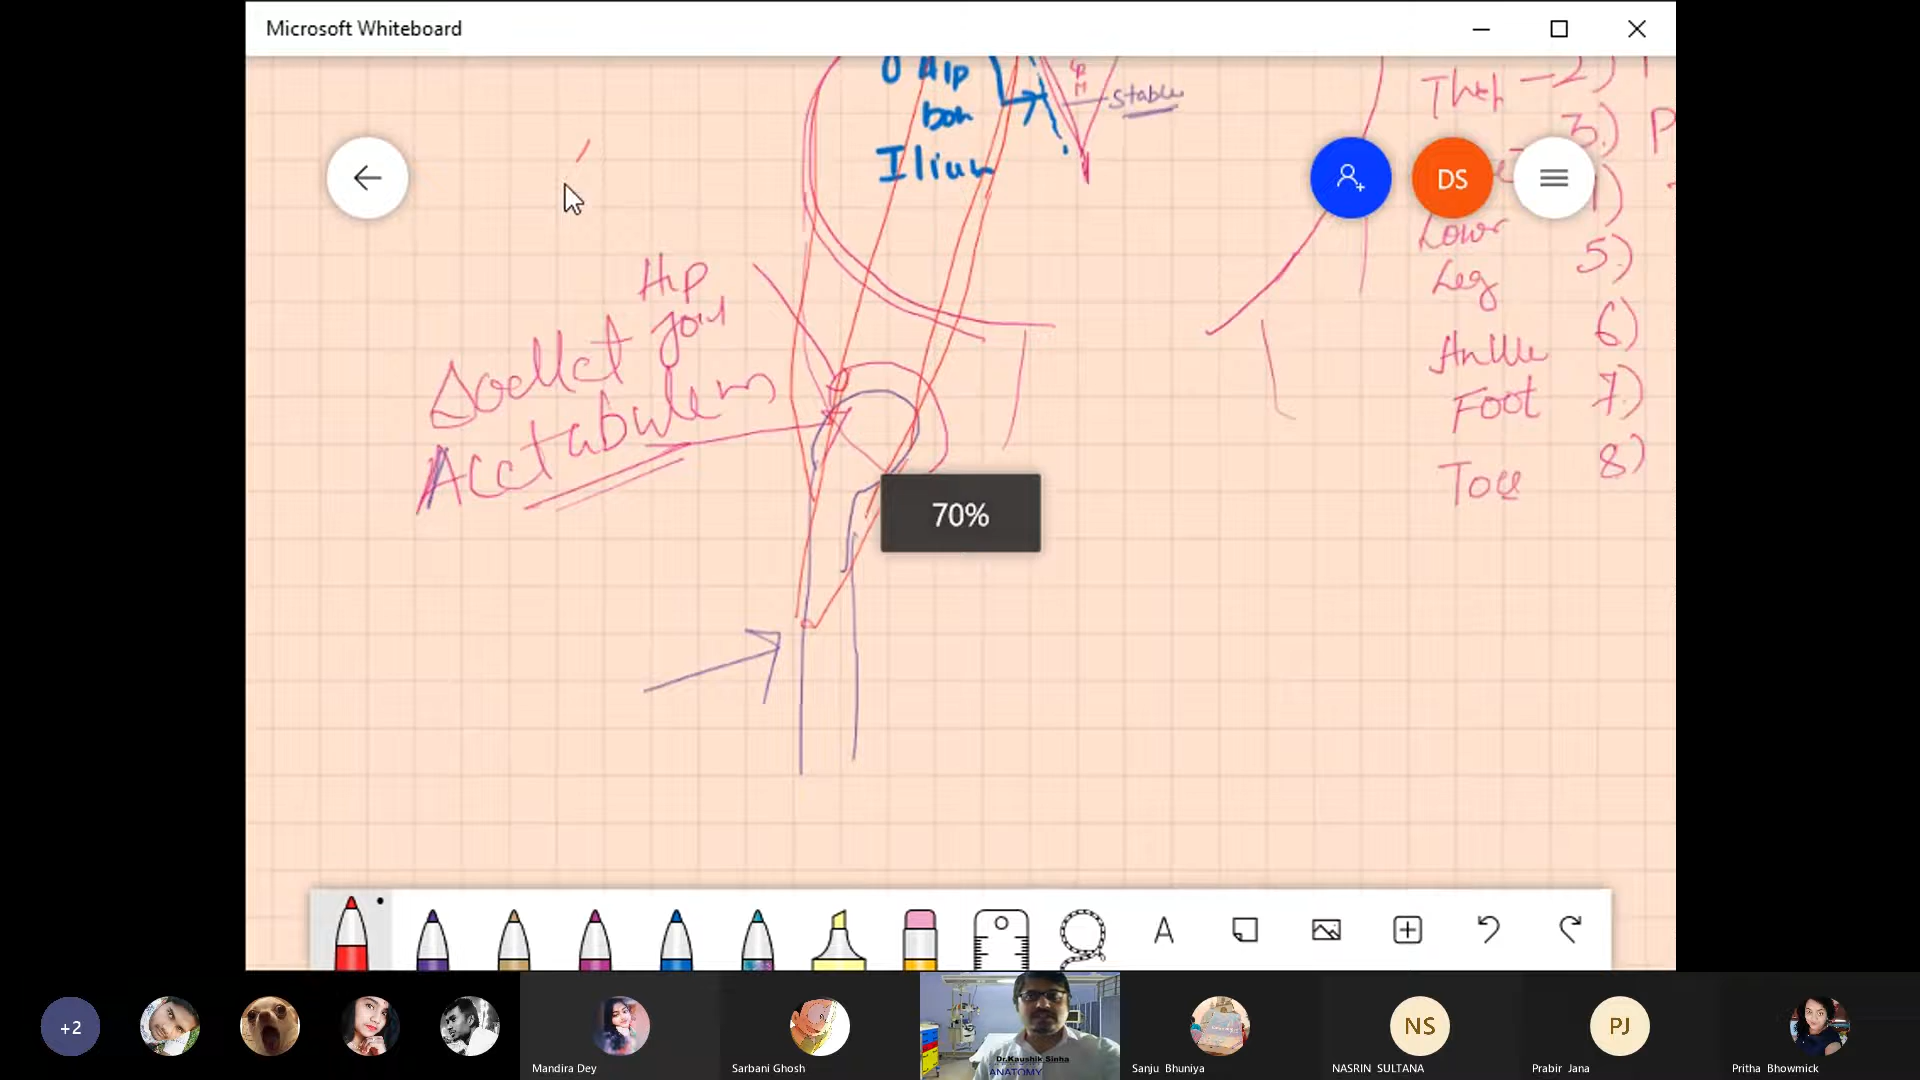 Microsoft Whiteboard
Hip
bon
Ilium
Stable
DS
Lower
Leg
Ankle
Foot
Toe
2)
3.) P
5)
6)
7)
8)
Hip
Joint
Socket
Acetabulem
70%
A
+2
Mandira Dey
Sarbani Ghosh
Dr.Kaushik Sinha
ANATOMY
Sanju Bhuniya
NS
NASRIN SULTANA
PJ
Prabir Jana
Pritha Bhowmick